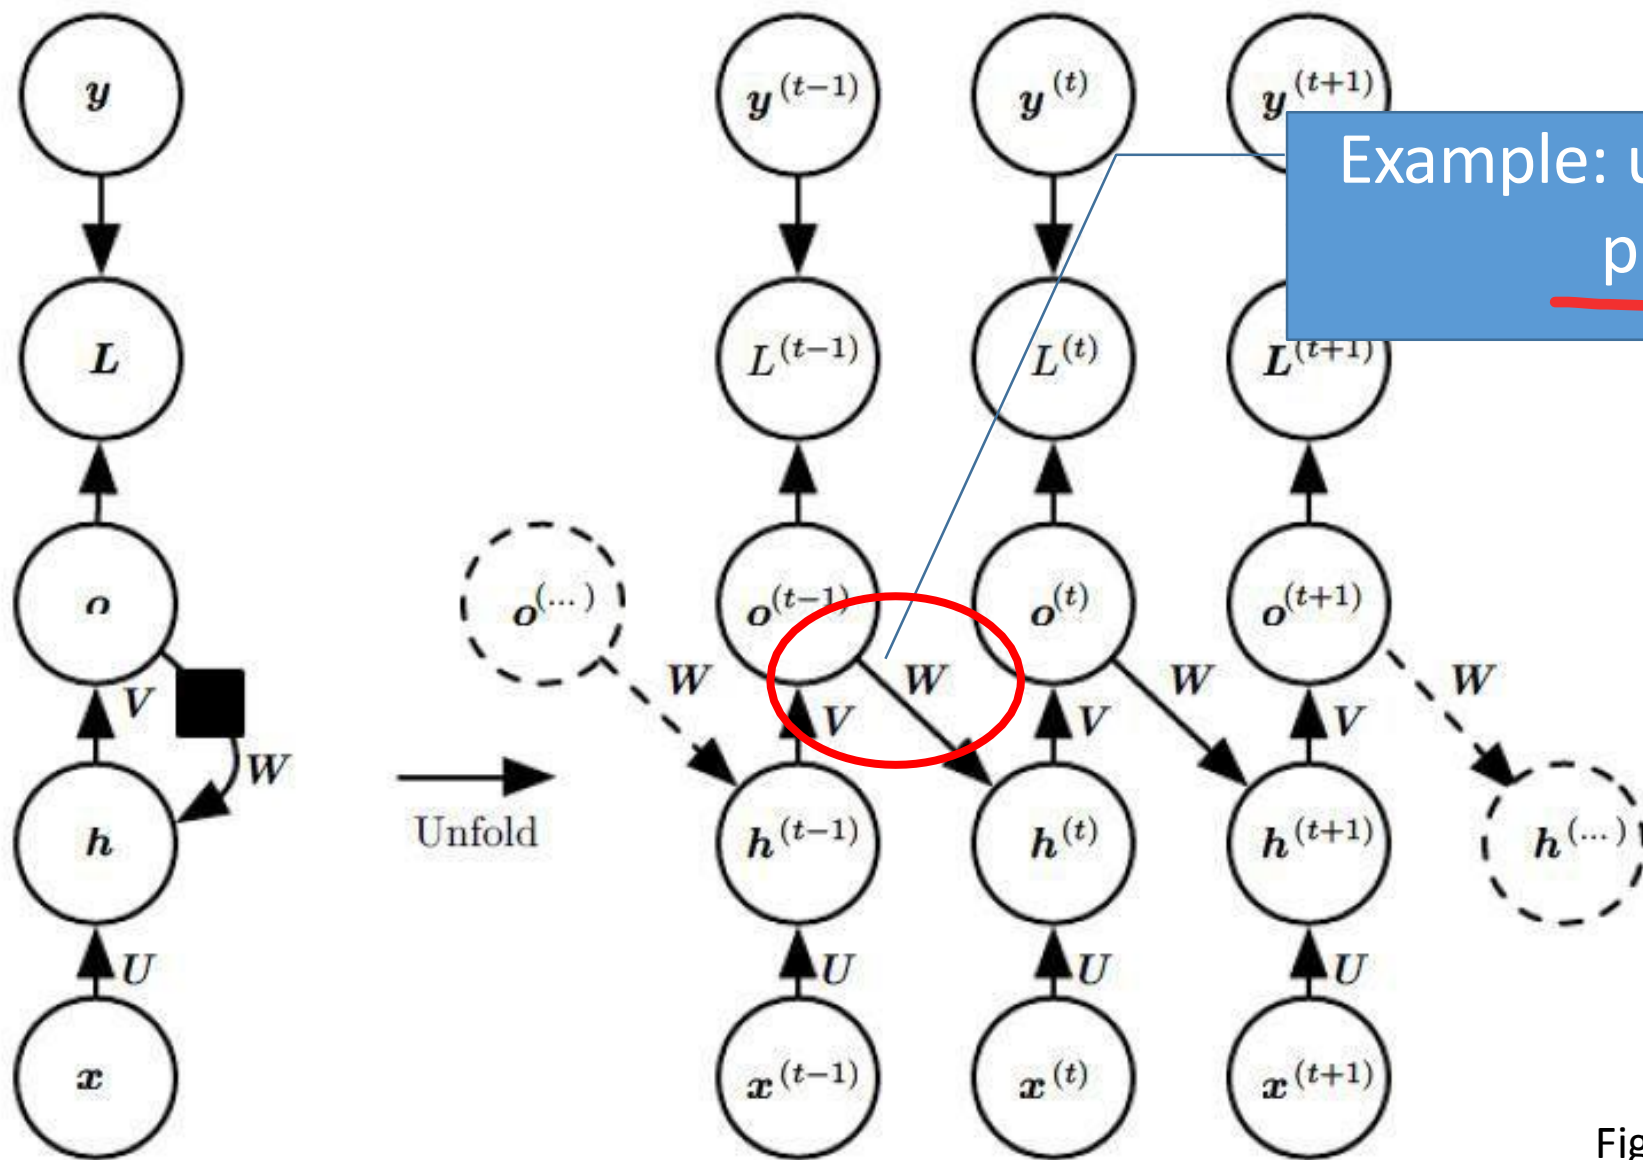 y
y^(t−1)
y^(t)
y^(t+1)
Example:
L
L^(t−1)
L^(t)
L^(t+1)
o
o^(...)
o^(t−1)
o^(t)
o^(t+1)
V
W
W
W
W
W
V
V
V
h
Unfold
h^(t−1)
h^(t)
h^(t+1)
h^(...)
U
U
U
U
x
x^(t−1)
x^(t)
x^(t+1)